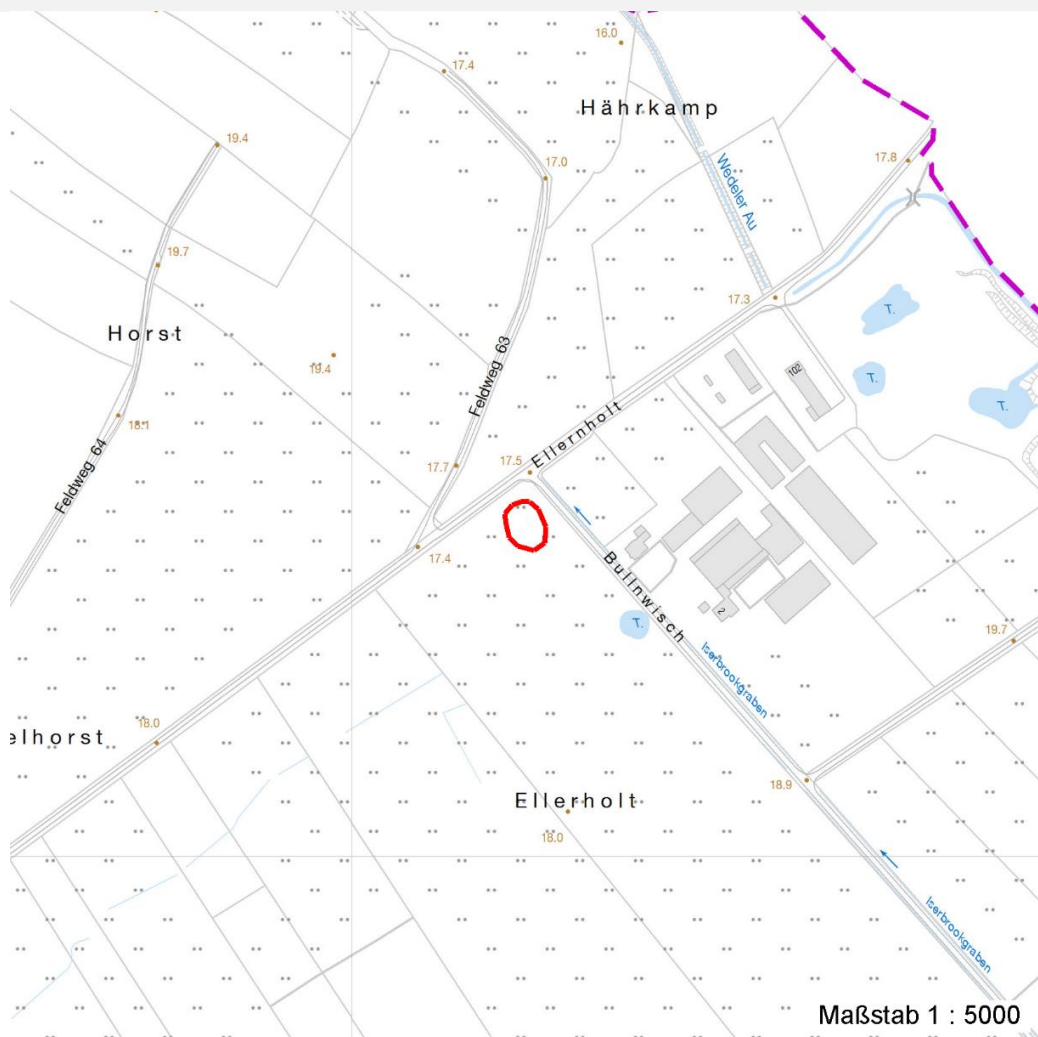 16.0
17.4
Hährkamp
19.4
17.0
17.8
Wedeler Au
19.7
17.3
T.
Horst
19.4
Feldweg 63
102
T.
T.
18.1
Ellernholt
Feldweg 64
17.7
17.5
17.4
Bullnwisch
2
T.
19.7
Iserbrookgraben
18.0
elhorst
18.9
Ellerholt
18.0
Iserbrookgraben
Maßstab 1 : 5000